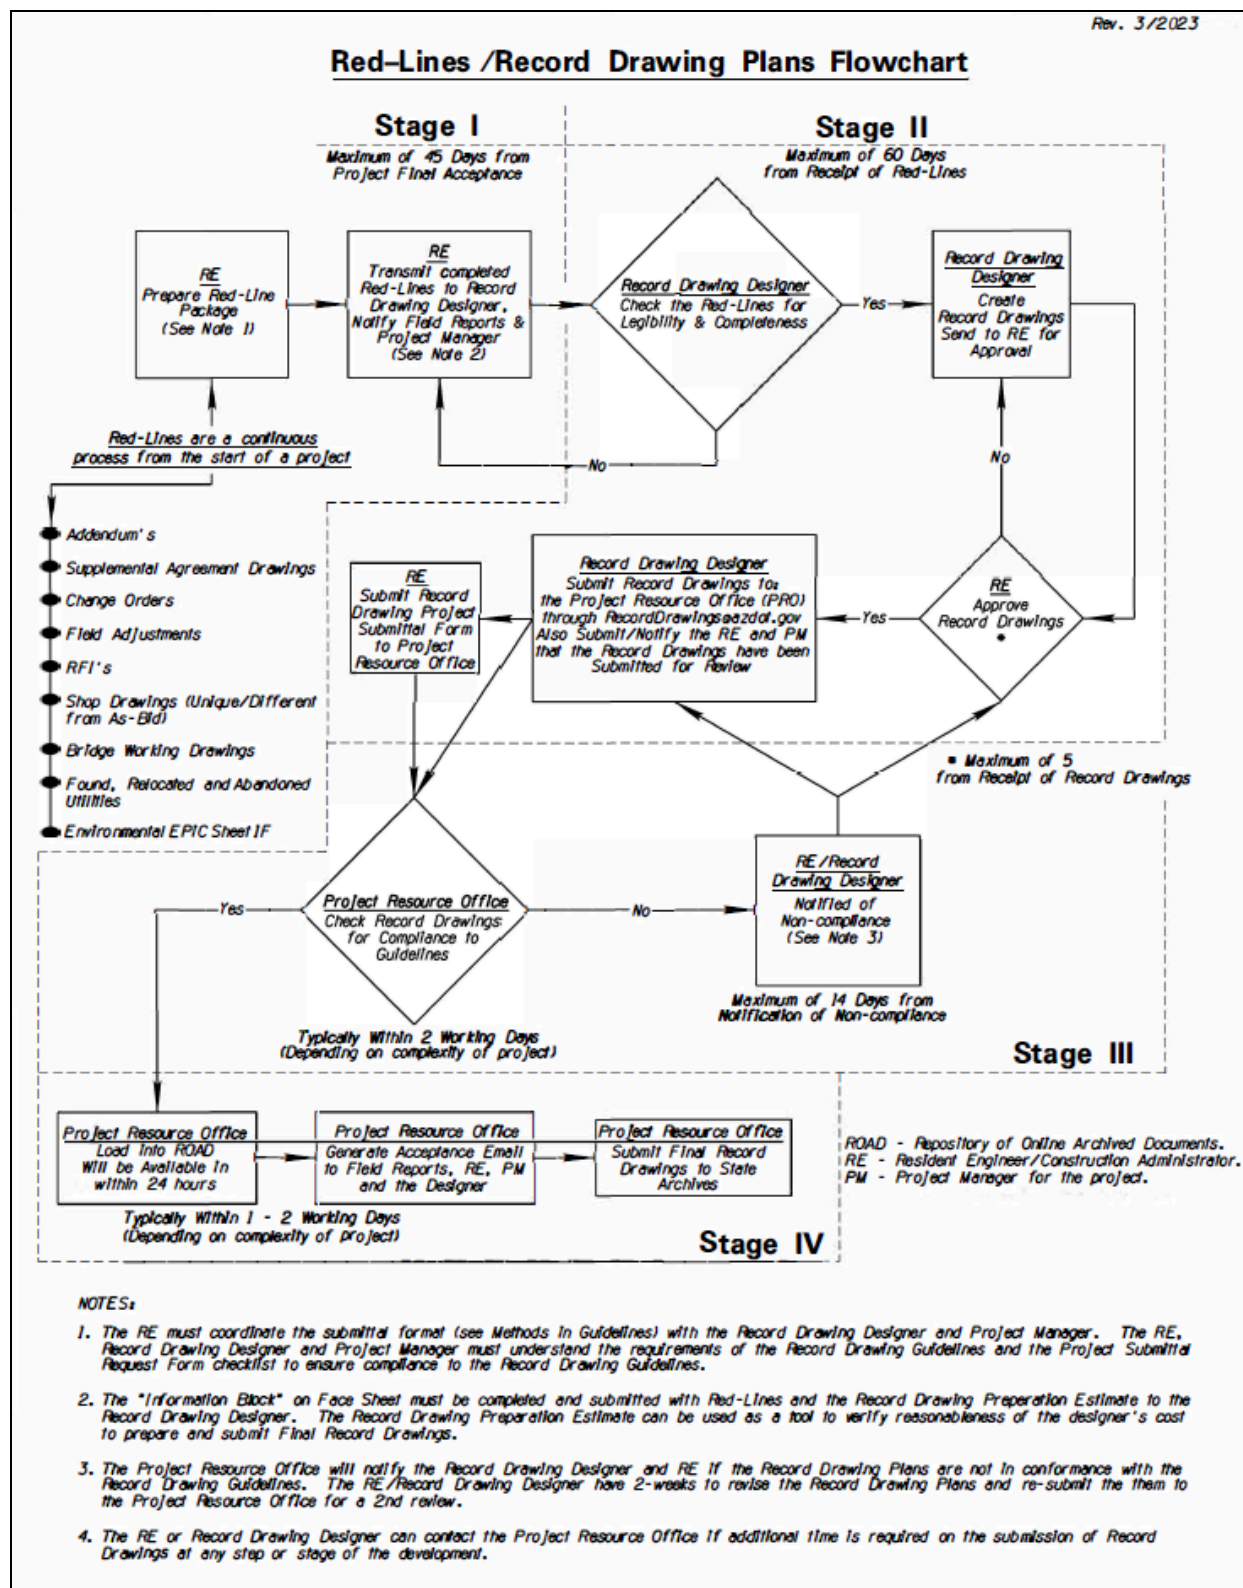 Rev. 3/2023
Red-Lines /Record Drawing Plans Flowchart
Stage I
Maximum of 45 Days from
Project Final Acceptance
Stage II
Maximum of 60 Days
from Receipt of Red-Lines
RE
Prepare Red-Line
Package
(See Note 1)
RE
Transmit completed
Red-Lines to Record
Drawing Designer,
Notify Field Reports &
Project Manager
(See Note 2)
Record Drawing Designer
Check the Red-Lines for
Legibility & Completeness
Yes
Record Drawing
Designer
Create
Record Drawings
Send to RE for
Approval
No
No
Red-Lines are a continuous
process from the start of a project
Addendum's
Supplemental Agreement Drawings
Change Orders
Field Adjustments
RFI's
Shop Drawings (Unique/Different
from As-Bid)
Bridge Working Drawings
Found, Relocated and Abandoned
Utilities
Environmental EPIC Sheet IF
RE
Submit Record
Drawing Project
Submittal Form
to Project
Resource Office
Record Drawing Designer
Submit Record Drawings to:
the Project Resource Office (PRO)
through RecordDrawings@azdot.gov
Also Submit/Notify the RE and PM
that the Record Drawings have been
Submitted for Review
Yes
RE
Approve
Record Drawings
*
* Maximum of 5
from Receipt of Record Drawings
Project Resource Office
Check Record Drawings
for Compliance to
Guidelines
Yes
No
RE/Record
Drawing Designer
Notified of
Non-compliance
(See Note 3)
Maximum of 14 Days from
Notification of Non-compliance
Typically Within 2 Working Days
(Depending on complexity of project)
Stage III
Project Resource Office
Load into ROAD
Will be Available in
within 24 hours
Project Resource Office
Generate Acceptance Email
to Field Reports, RE, PM
and the Designer
Project Resource Office
Submit Final Record
Drawings to State
Archives
Typically Within 1 - 2 Working Days
(Depending on complexity of project)
Stage IV
ROAD - Repository of Online Archived Documents.
RE - Resident Engineer/Construction Administrator.
PM - Project Manager for the project.
NOTES:
1. The RE must coordinate the submittal format (see Methods in Guidelines) with the Record Drawing Designer and Project Manager. The RE,
Record Drawing Designer and Project Manager must understand the requirements of the Record Drawing Guidelines and the Project Submittal
Request Form checklist to ensure compliance to the Record Drawing Guidelines.
2. The "Information Block" on Face Sheet must be completed and submitted with Red-Lines and the Record Drawing Preperation Estimate to the
Record Drawing Designer. The Record Drawing Preparation Estimate can be used as a tool to verify reasonableness of the designer's cost
to prepare and submit Final Record Drawings.
3. The Project Resource Office will notify the Record Drawing Designer and RE if the Record Drawing Plans are not in conformance with the
Record Drawing Guidelines. The RE/Record Drawing Designer have 2-weeks to revise the Record Drawing Plans and re-submit the them to
the Project Resource Office for a 2nd review.
4. The RE or Record Drawing Designer can contact the Project Resource Office if additional time is required on the submission of Record
Drawings at any step or stage of the development.